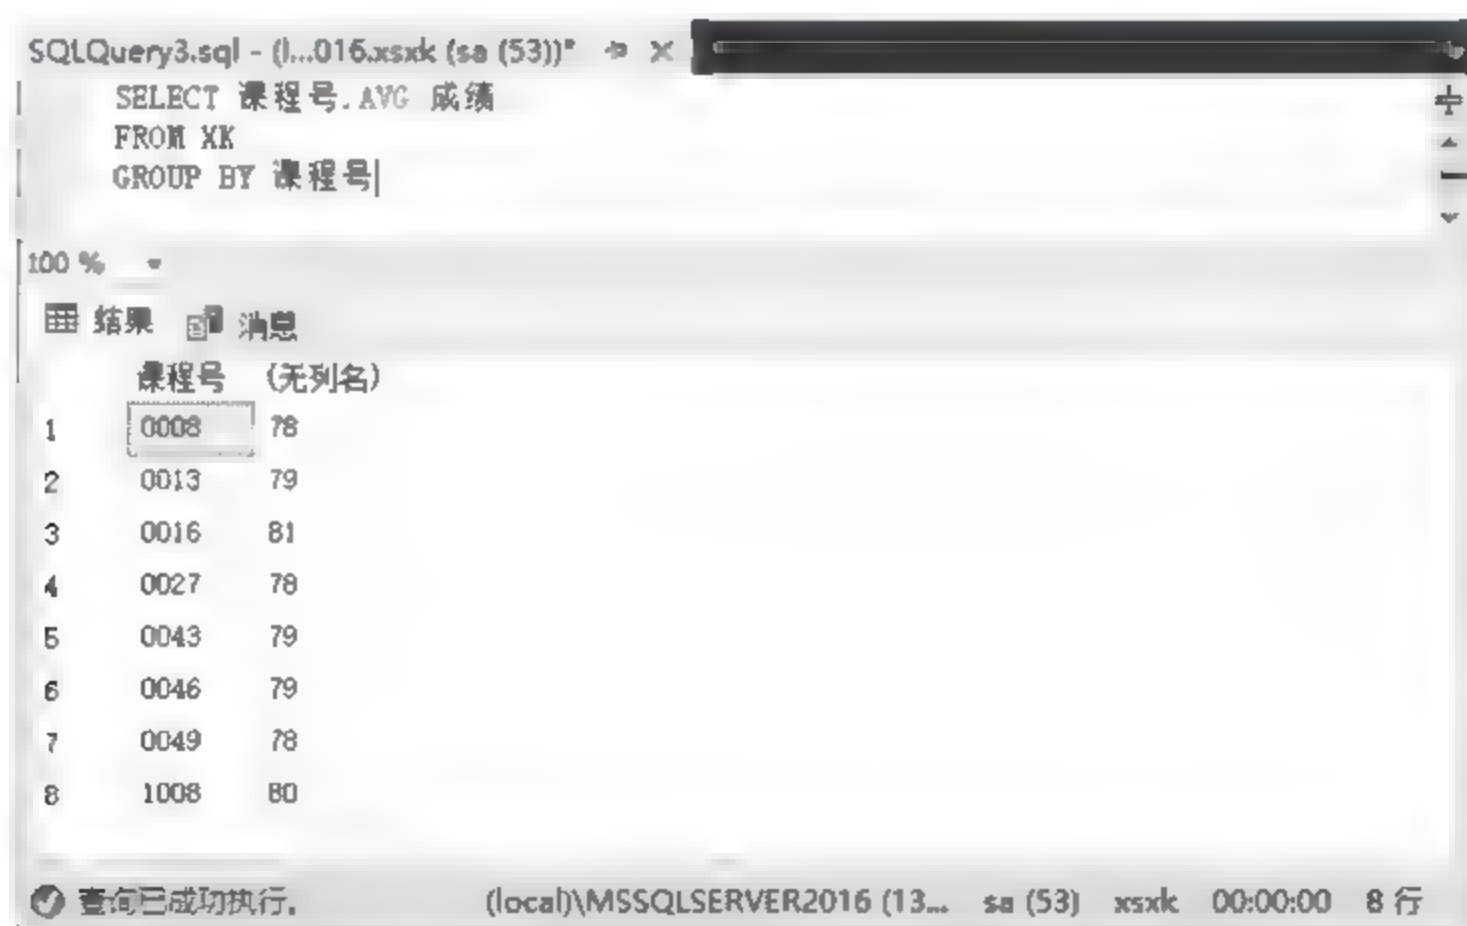 SQLQuery3.sql - (l...016.xsxk (sa (53))*
SELECT 课程号.AVG 成绩
FROM XK
GROUP BY 课程号
100 %
结果 消息
课程号 (无列名)
1 0008 78
2 0013 79
3 0016 81
4 0027 78
5 0043 79
6 0046 79
7 0049 78
8 1008 80
查询已成功执行。 (local)\MSSQLSERVER2016 (13... sa (53) xsxk 00:00:00 8 行